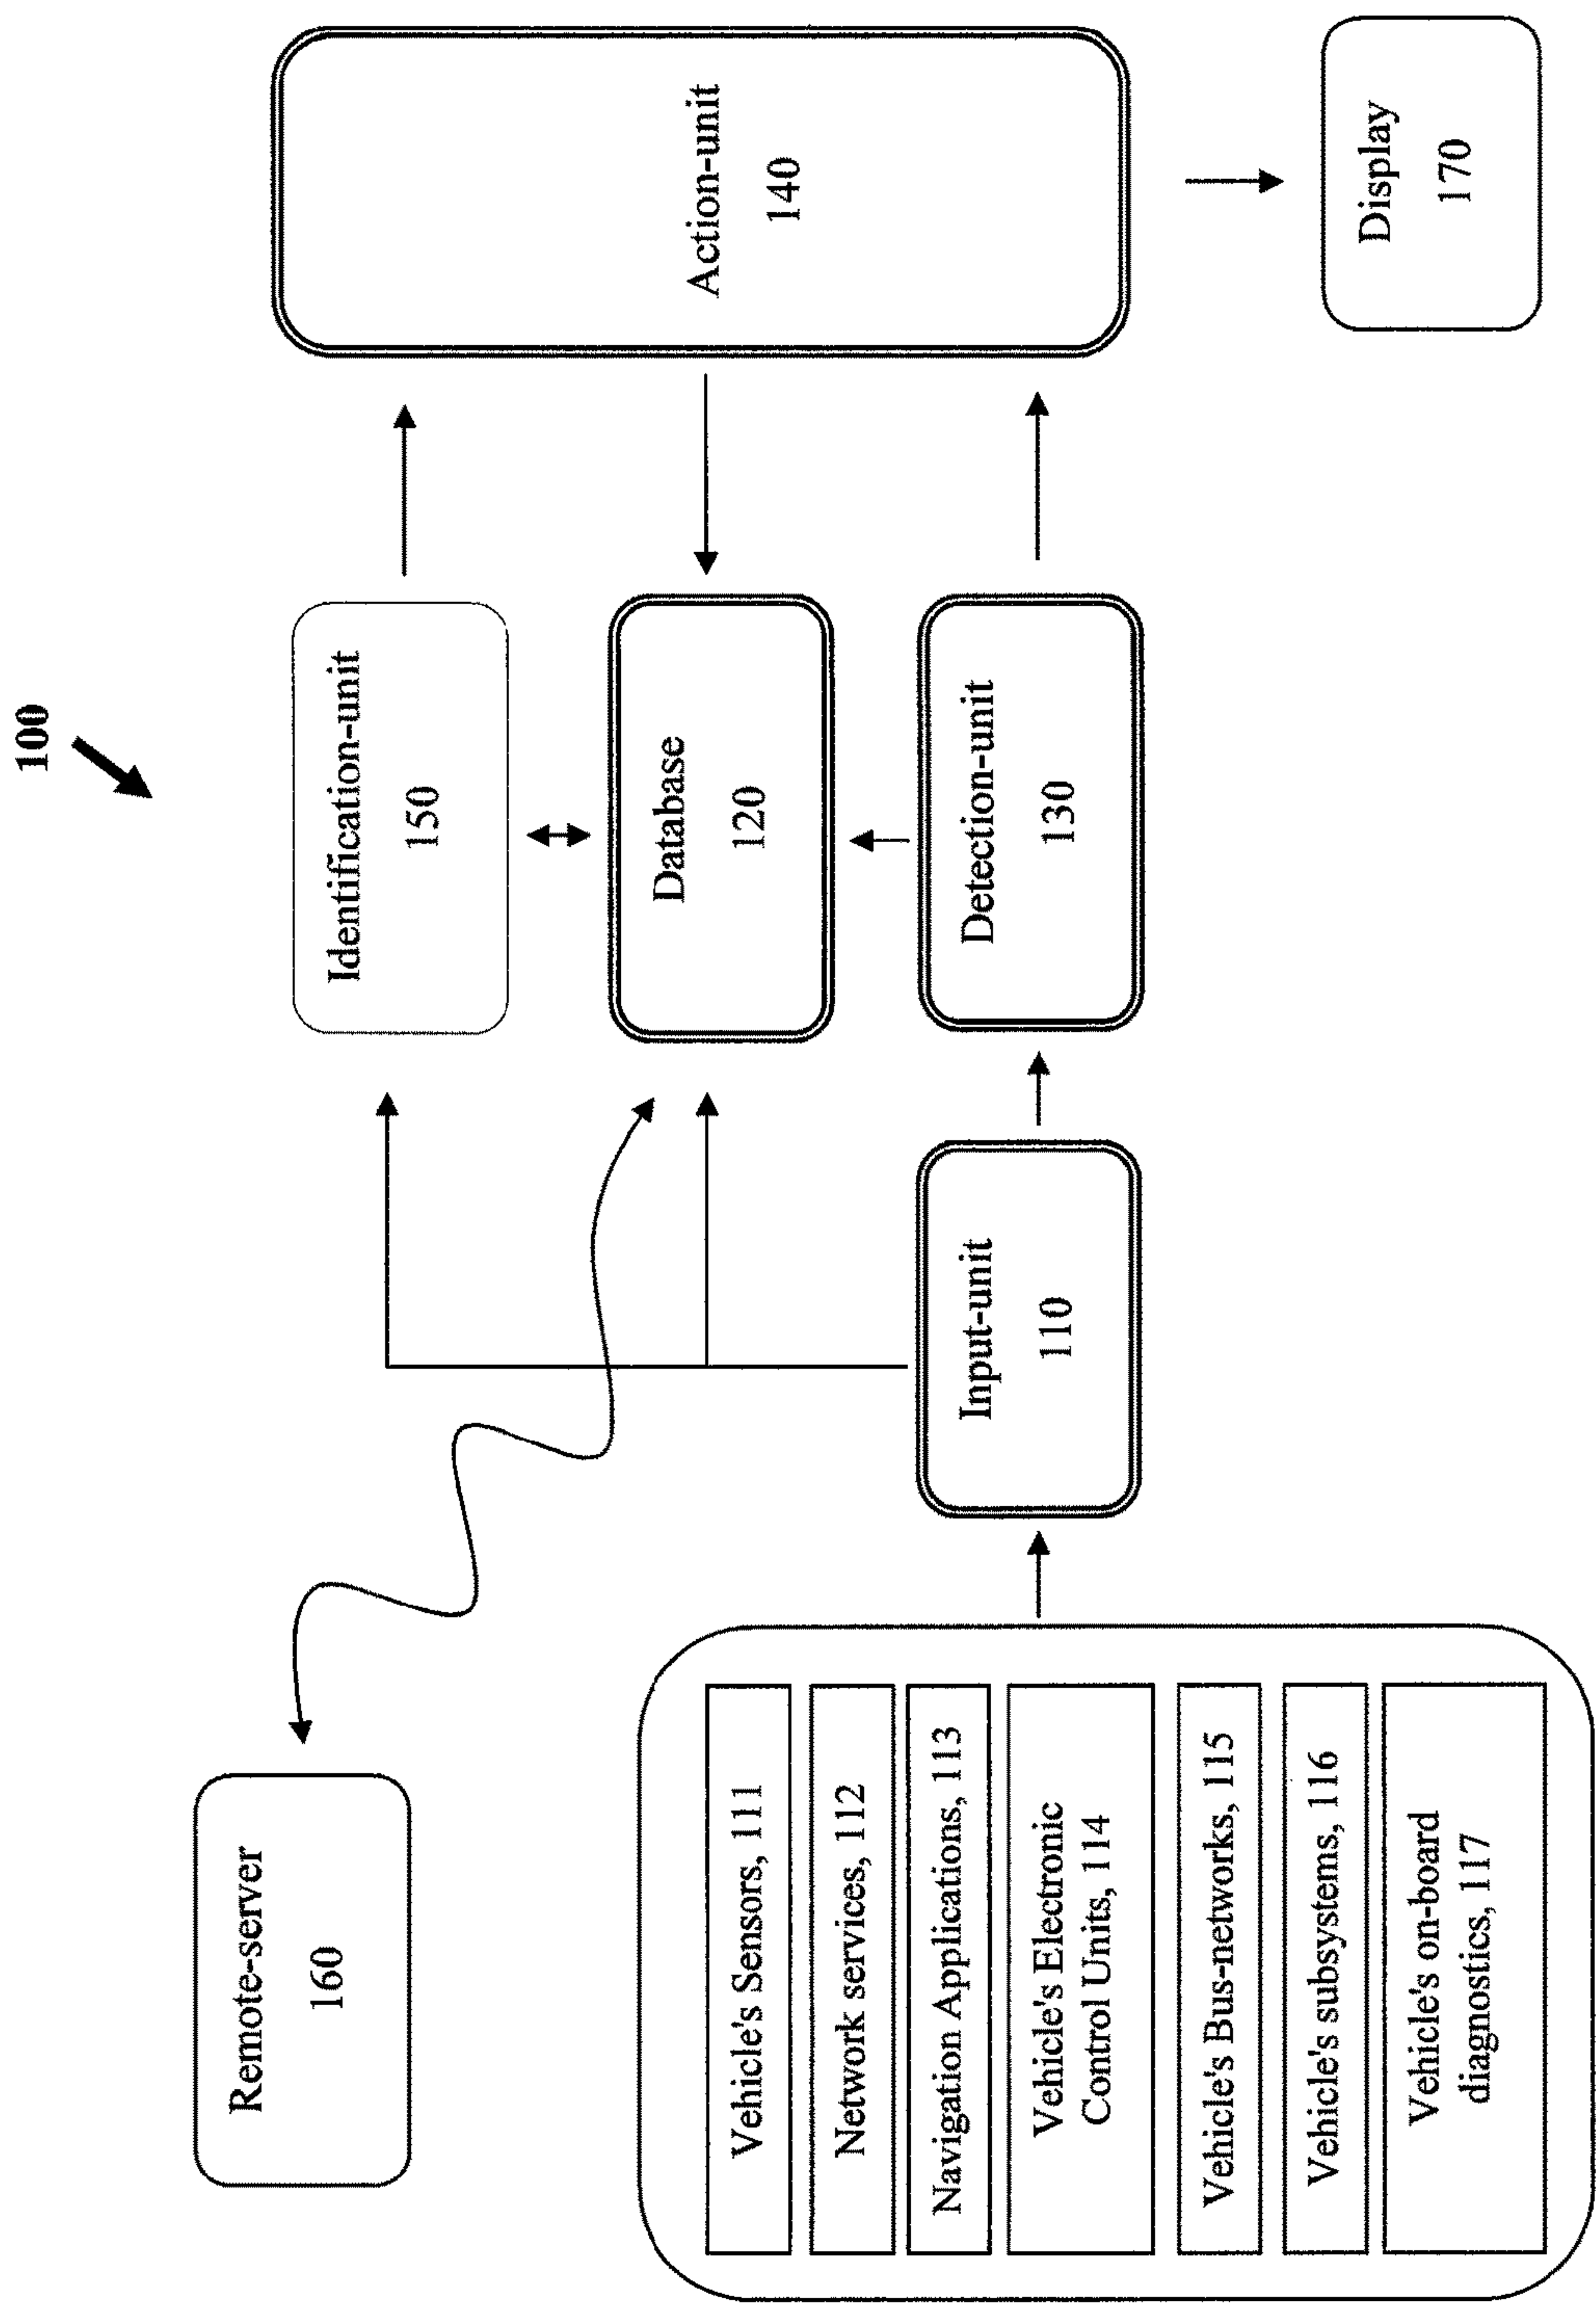 100
Remote-server
160
Identification-unit
150
Database
120
Detection-unit
130
Action-unit
140
Input-unit
110
Display
170
Vehicle's Sensors, 111
Network services, 112
Navigation Applications, 113
Vehicle's Electronic
Control Units, 114
Vehicle's Bus-networks, 115
Vehicle's subsystems, 116
Vehicle's on-board
diagnostics, 117